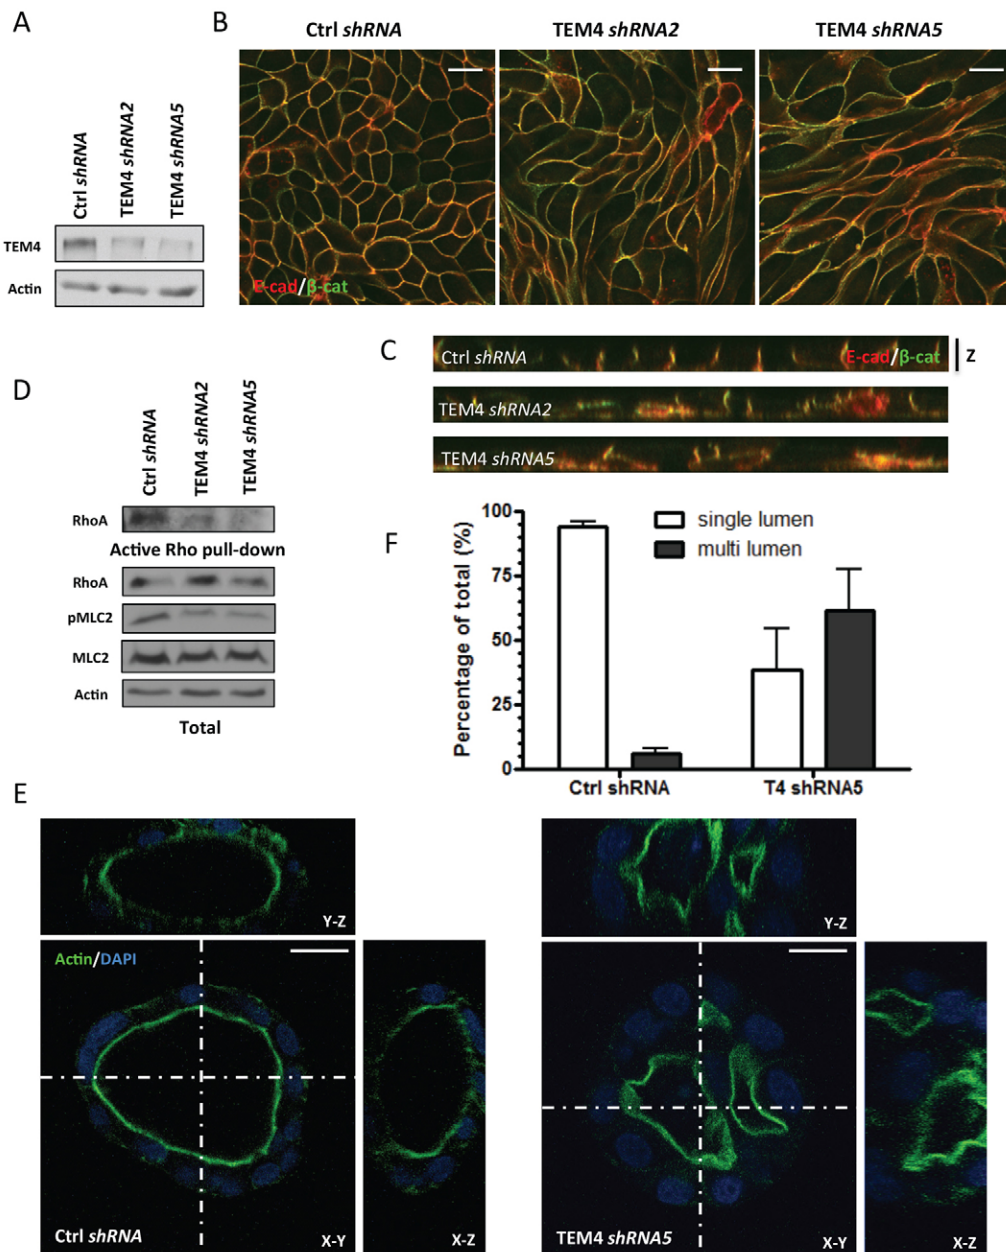 A
Ctrl shRNA
TEM4 shRNA2
TEM4 shRNA5
TEM4
Actin
B
Ctrl shRNA
TEM4 shRNA2
TEM4 shRNA5
E-cad/β-cat
C
Ctrl shRNA
E-cad/β-cat
Z
TEM4 shRNA2
TEM4 shRNA5
D
Ctrl shRNA
TEM4 shRNA2
TEM4 shRNA5
RhoA
Active Rho pull-down
RhoA
pMLC2
MLC2
Actin
Total
F
Percentage of total (%)
100
75
50
25
0
single lumen
multi lumen
Ctrl shRNA
T4 shRNA5
E
Y-Z
Actin/DAPI
Ctrl shRNA
X-Y
X-Z
Y-Z
TEM4 shRNA5
X-Y
X-Z